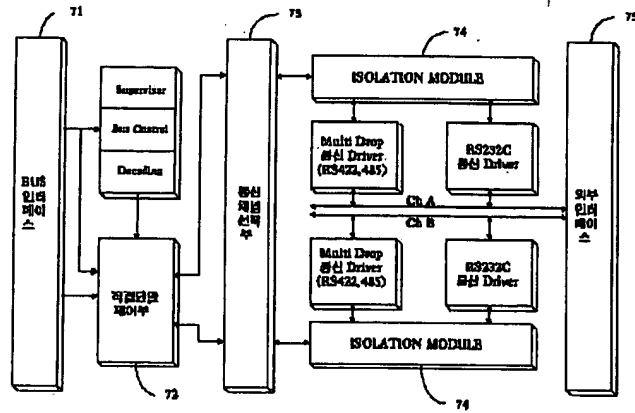 71
73
74
75
ISOLATION MODULE
Supervisor
Bus Control
Decoding
BUS
인터
페이
스
통신
채널
선택
부
Multi Drop
통신 Driver
(RS422,485)
RS232C
통신 Driver
Ch A
Ch B
외부
인터
페이
스
Multi Drop
통신 Driver
(RS422,485)
RS232C
통신 Driver
제어부
ISOLATION MODULE
72
74